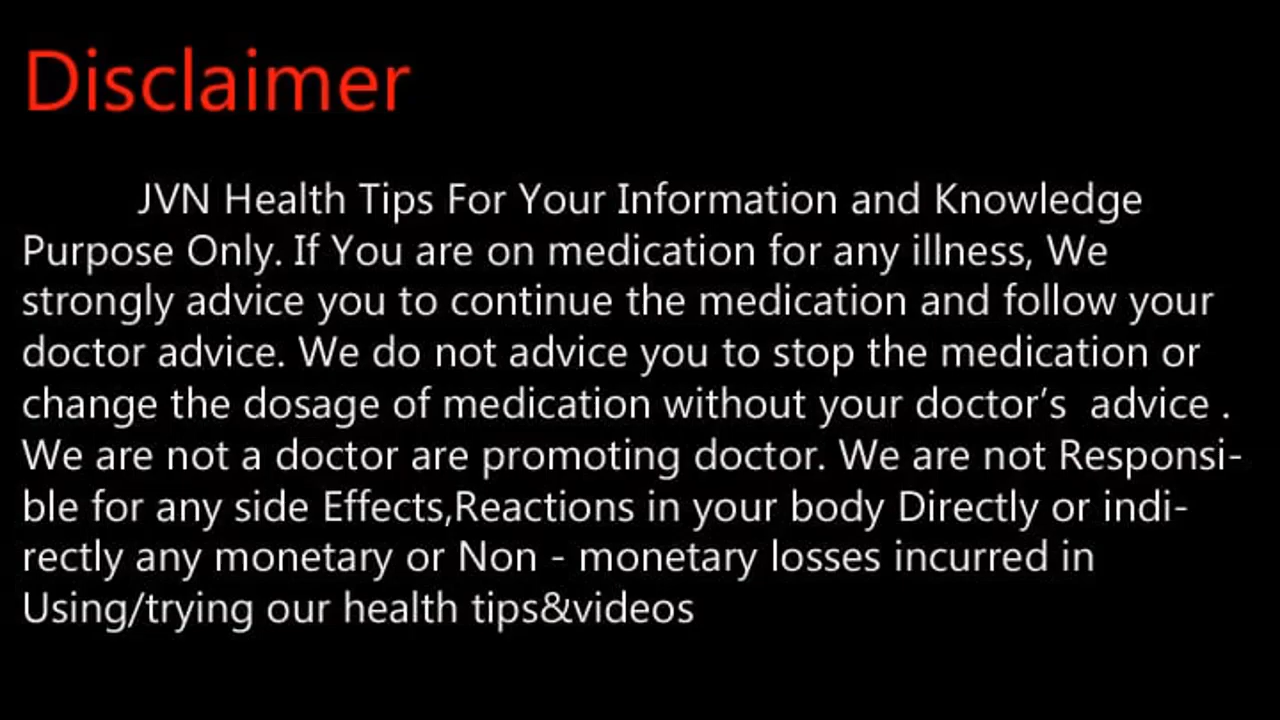 Disclaimer
JVN Health Tips For Your Information and Knowledge
Purpose Only. If You are on medication for any illness, We
strongly advice you to continue the medication and follow your
doctor advice. We do not advice you to stop the medication or
change the dosage of medication without your doctor’s  advice .
We are not a doctor are promoting doctor. We are not Responsi-
ble for any side Effects,Reactions in your body Directly or indi-
rectly any monetary or Non - monetary losses incurred in
Using/trying our health tips&videos